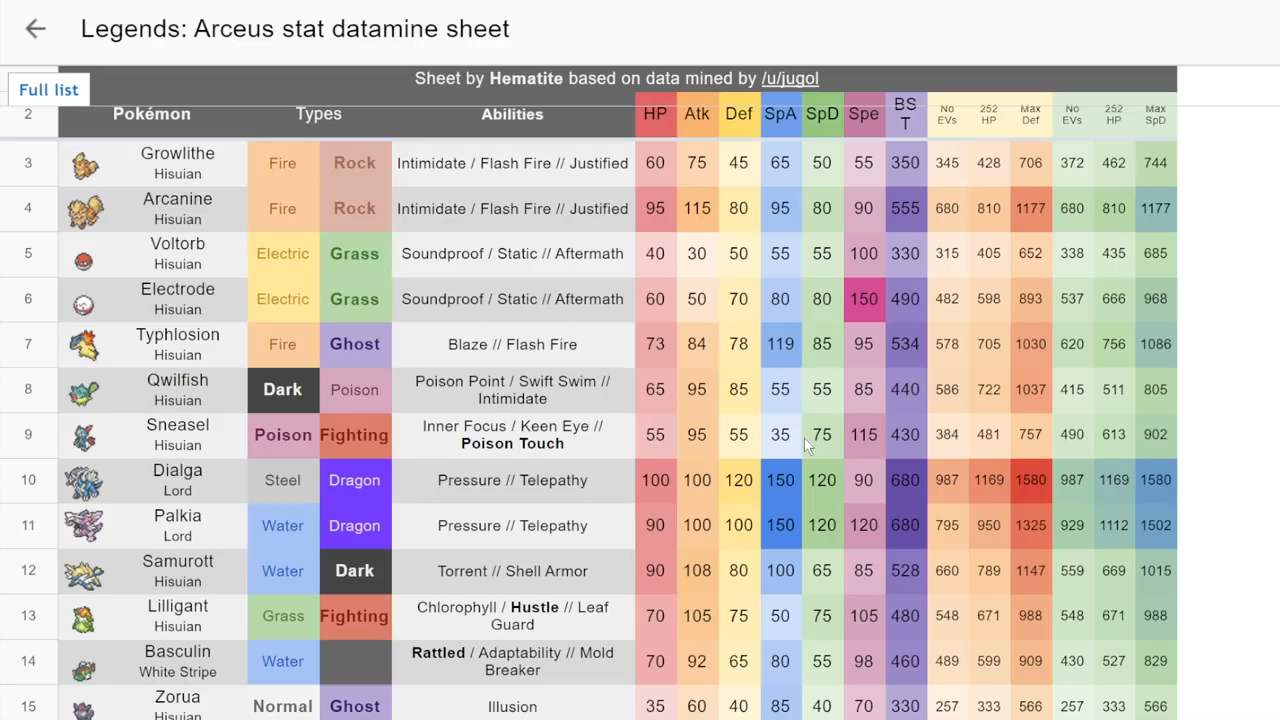 Legends: Arceus stat datamine sheet
Sheet by Hematite based on data mined by /u/jugol
Full list
2 Pokémon Types Abilities HP Atk Def SpA SpD Spe BS T No EVs 252 HP Max Def No EVs 252 HP Max SpD
3 Growlithe Hisuian Fire Rock Intimidate / Flash Fire // Justified 60 75 45 65 50 55 350 345 428 706 372 462 744
4 Arcanine Hisuian Fire Rock Intimidate / Flash Fire // Justified 95 115 80 95 80 90 555 680 810 1177 680 810 1177
5 Voltorb Hisuian Electric Grass Soundproof / Static // Aftermath 40 30 50 55 55 100 330 315 405 652 338 435 685
6 Electrode Hisuian Electric Grass Soundproof / Static // Aftermath 60 50 70 80 80 150 490 482 598 893 537 666 968
7 Typhlosion Hisuian Fire Ghost Blaze // Flash Fire 73 84 78 119 85 95 534 578 705 1030 620 756 1086
8 Qwilfish Hisuian Dark Poison Poison Point / Swift Swim // Intimidate 65 95 85 55 55 85 440 586 722 1037 415 511 805
9 Sneasel Hisuian Poison Fighting Inner Focus / Keen Eye // Poison Touch 55 95 55 35 75 115 430 384 481 757 490 613 902
10 Dialga Lord Steel Dragon Pressure // Telepathy 100 100 120 150 120 90 680 987 1169 1580 987 1169 1580
11 Palkia Lord Water Dragon Pressure // Telepathy 90 100 100 150 120 120 680 795 950 1325 929 1112 1502
12 Samurott Hisuian Water Dark Torrent // Shell Armor 90 108 80 100 65 85 528 660 789 1147 559 669 1015
13 Lilligant Hisuian Grass Fighting Chlorophyll / Hustle // Leaf Guard 70 105 75 50 75 105 480 548 671 988 548 671 988
14 Basculin White Stripe Water Rattled / Adaptability // Mold Breaker 70 92 65 80 55 98 460 489 599 909 430 527 829
15 Zorua Hisuian Normal Ghost Illusion 35 60 40 85 40 70 330 257 333 566 257 333 566